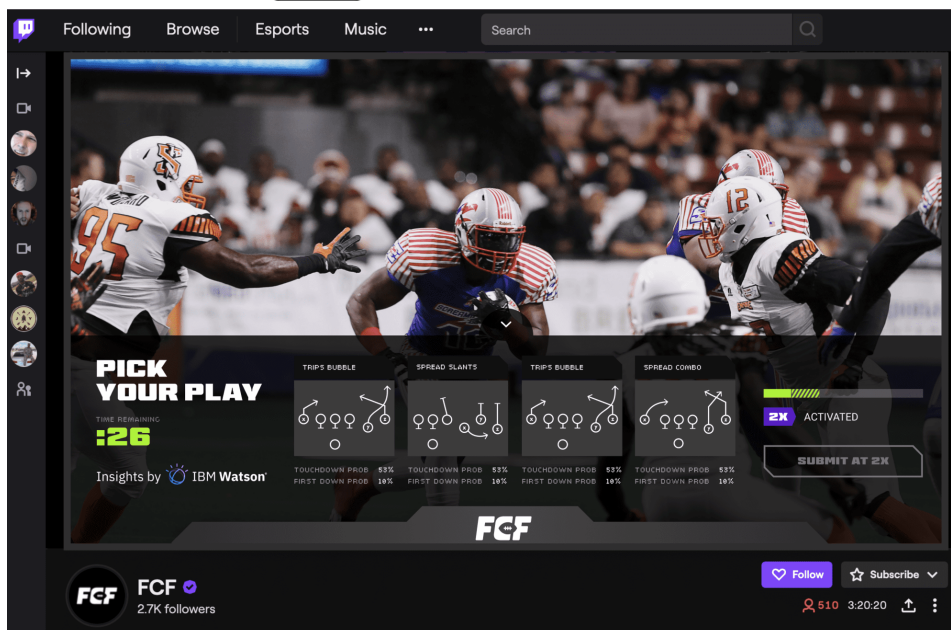 Following Browse Esports Music ••• Search
95
12
PICK
YOUR PLAY
TIME REMAINING
:26
Insights by IBM Watson
TRIPS BUBBLE
TOUCHDOWN PROB 53%
FIRST DOWN PROB 10%
SPREAD SLANTS
TOUCHDOWN PROB 53%
FIRST DOWN PROB 10%
TRIPS BUBBLE
TOUCHDOWN PROB 53%
FIRST DOWN PROB 10%
SPREAD COMBO
TOUCHDOWN PROB 53%
FIRST DOWN PROB 10%
2X ACTIVATED
SUBMIT AT 2X
FCF
FCF
FCF
2.7K followers
Follow
Subscribe
510 3:20:20